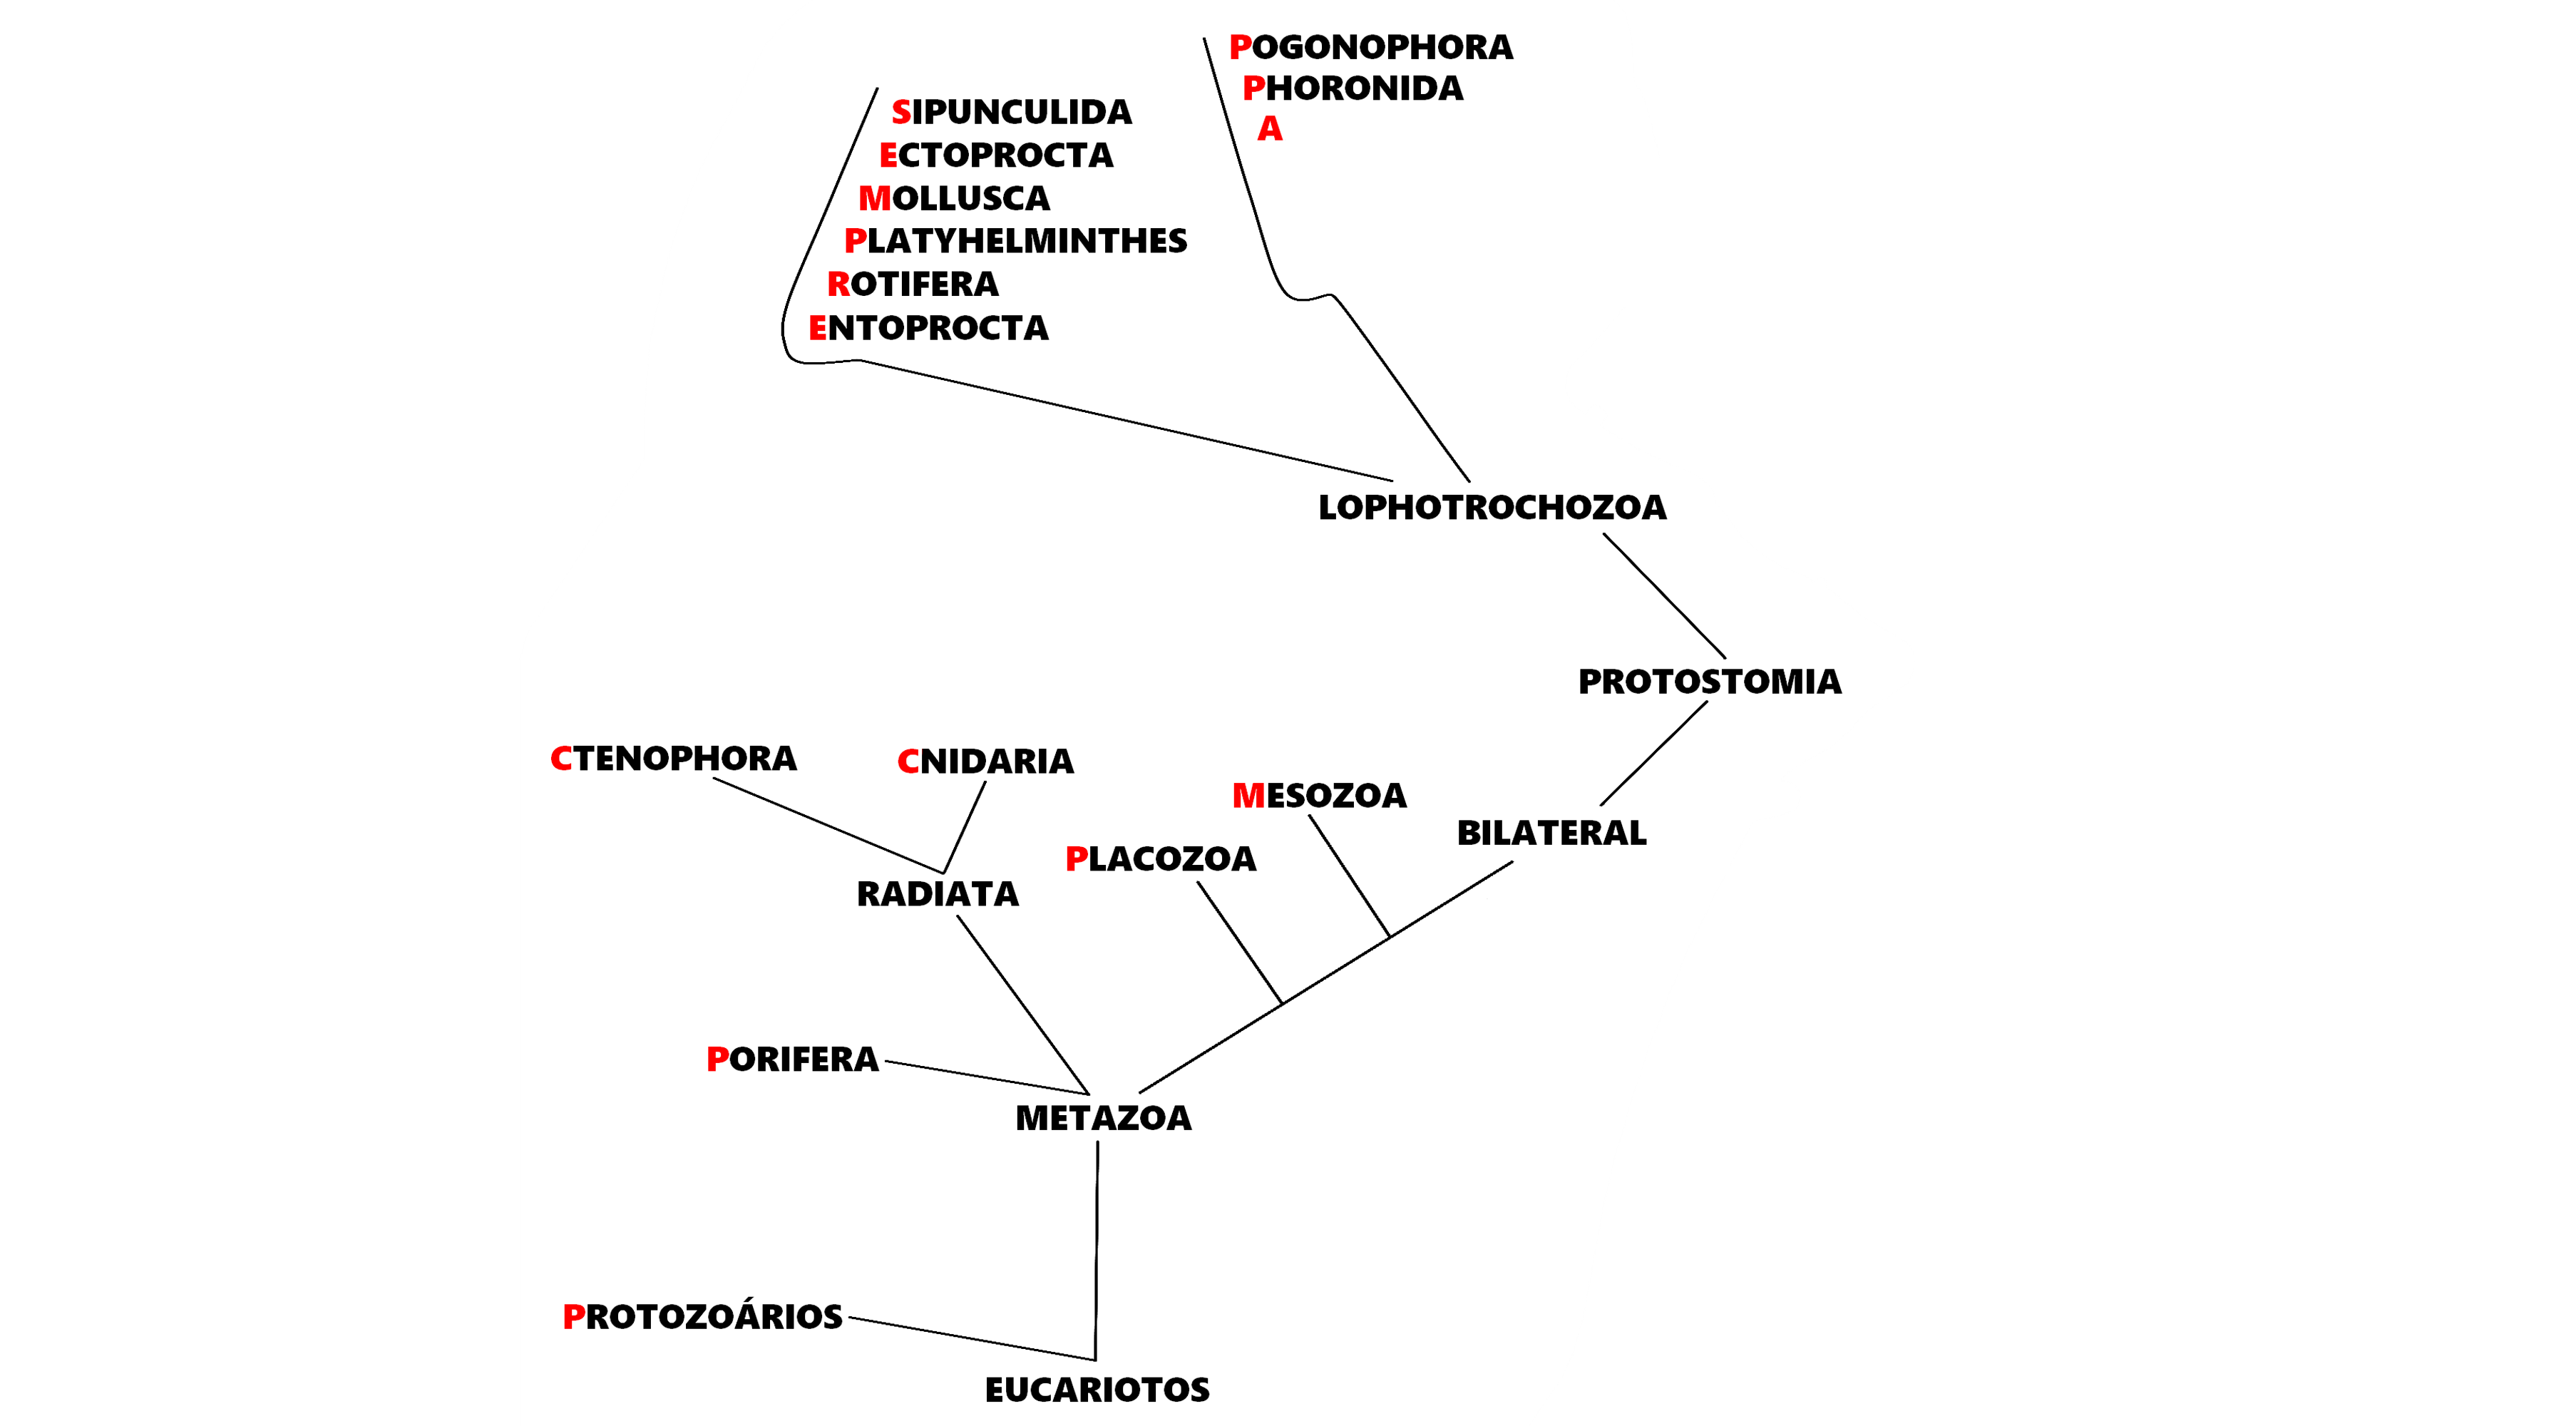 POGONOPHORA
PHORONIDA
A
SIPUNCULIDA
ECTOPROCTA
MOLLUSCA
PLATYHELMINTHES
ROTIFERA
ENTOPROCTA
LOPHOTROCHOZOA
PROTOSTOMIA
CTENOPHORA
CNIDARIA
MESOZOA
BILATERAL
PLACOZOA
RADIATA
PORIFERA
METAZOA
PROTOZOÁRIOS
EUCARIOTOS